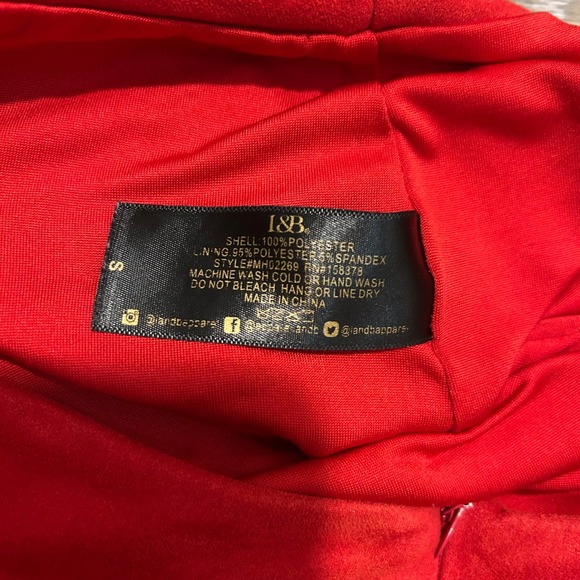 I&B®
SHELL:100%POLYESTER
LINING:95%POLYESTER,5%SPANDEX
STYLE#MH02269 RN#158378
MACHINE WASH COLD OR HAND WASH
DO NOT BLEACH HANG OR LINE DRY
MADE IN CHINA
@iandbapparel @iandbapparel
S